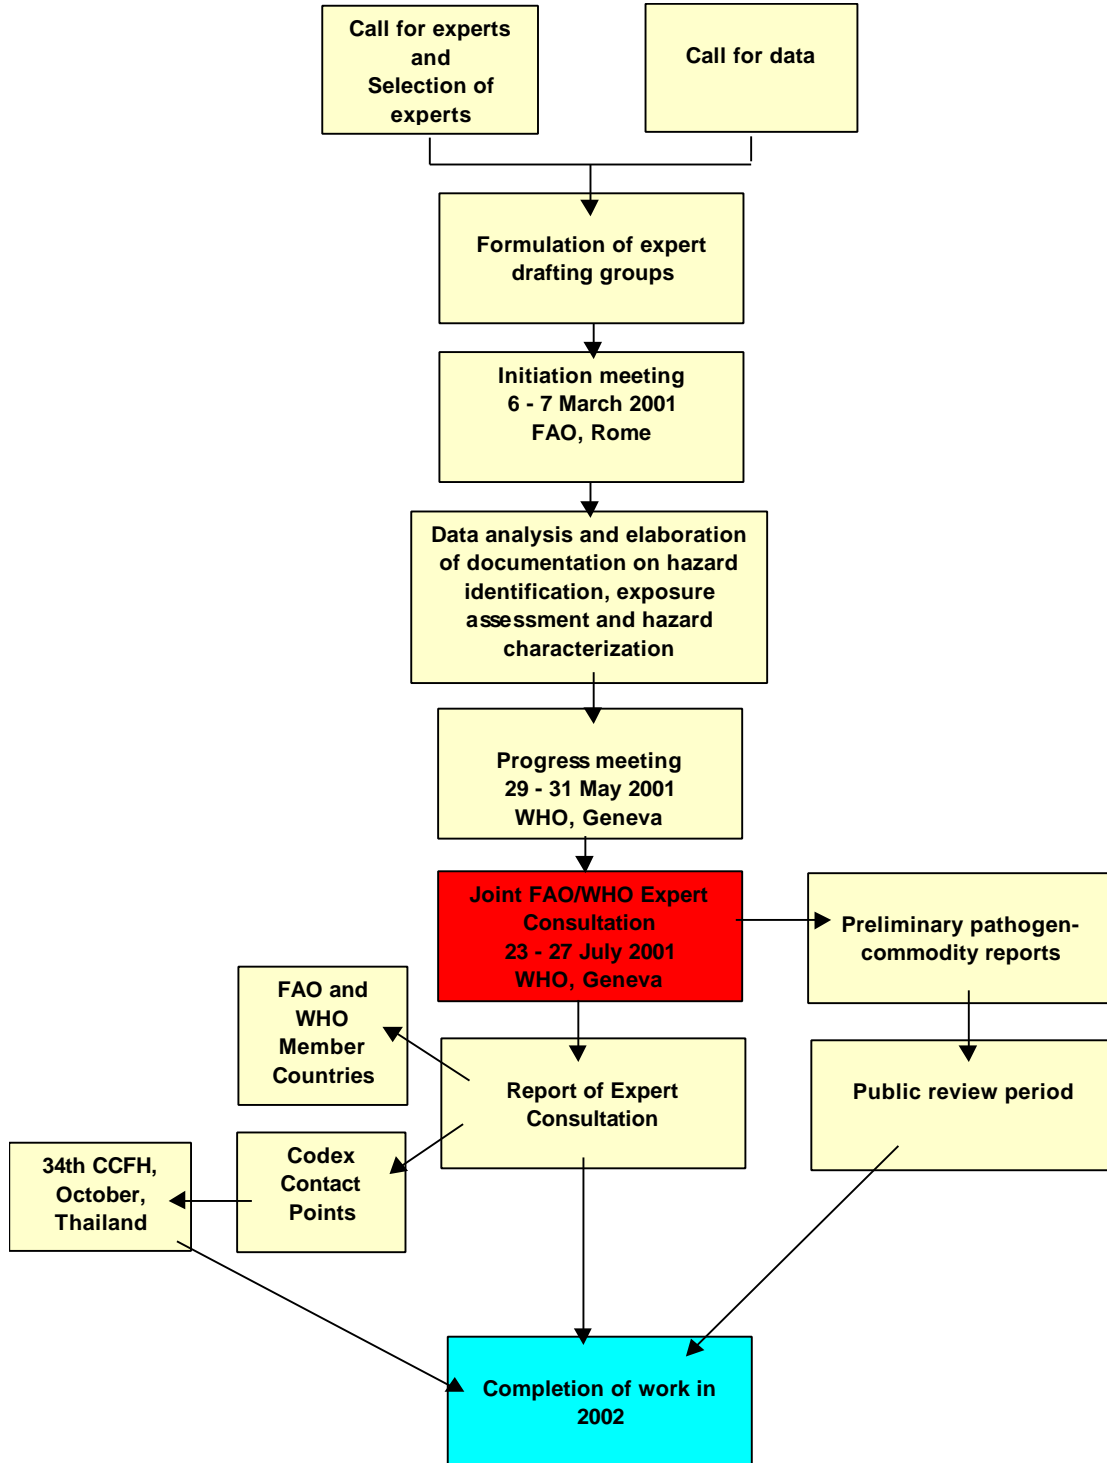 Call for experts
and
Selection of
experts
Call for data
Formulation of expert
drafting groups
Initiation meeting
6 - 7 March 2001
FAO, Rome
Data analysis and elaboration
of documentation on hazard
identification, exposure
assessment and hazard
characterization
Progress meeting
29 - 31 May 2001
WHO, Geneva
Joint FAO/WHO Expert
Consultation
23 - 27 July 2001
WHO, Geneva
Preliminary pathogen-
commodity reports
FAO and
WHO
Member
Countries
Report of Expert
Consultation
Public review period
34th CCFH,
October,
Thailand
Codex
Contact
Points
Completion of work in
2002